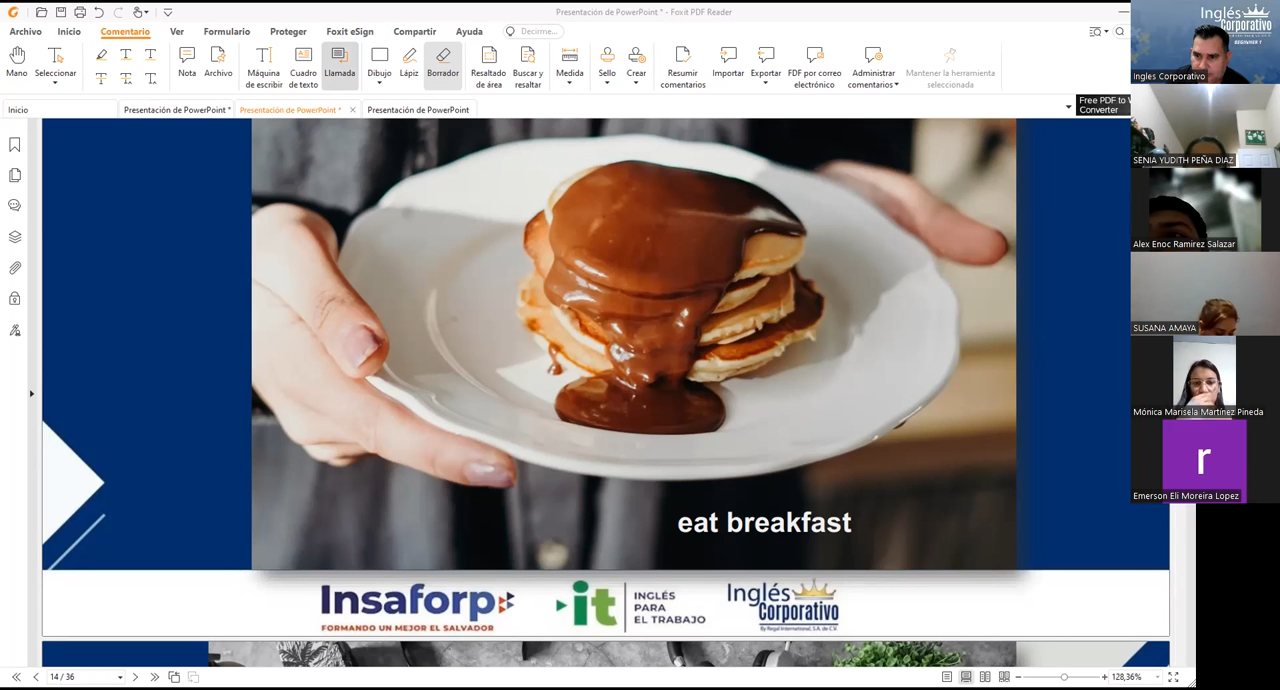 Presentación de PowerPoint * - Foxit PDF Reader
Archivo Inicio Comentario Ver Formulario Proteger Foxit eSign Compartir Ayuda Decirme...
Mano
Seleccionar
Nota
Archivo
Máquina de escribir
Cuadro de texto
Llamada
Dibujo
Lápiz
Borrador
Resaltado de área
Buscar y resaltar
Medida
Sello
Crear
Resumir comentarios
Importar
Exportar
PDF por correo electrónico
Administrar comentarios
Mantener la herramienta seleccionada
Inicio
Presentación de PowerPoint *
Presentación de PowerPoint *
Presentación de PowerPoint
Free PDF to W
Converter
eat breakfast
Insaforp
FORMANDO UN MEJOR EL SALVADOR
it
INGLÉS
PARA
EL TRABAJO
Inglés
Corporativo
By Regal International, S.A. de C.V.
14 / 36
128,36%
Inglés
Corporativo
BEGINNER 1
Ingles Corporativo
SENIA YUDITH PEÑA DIAZ
Alex Enoc Ramirez Salazar
SUSANA AMAYA
Mónica Marisela Martínez Pineda
r
Emerson Eli Moreira Lopez